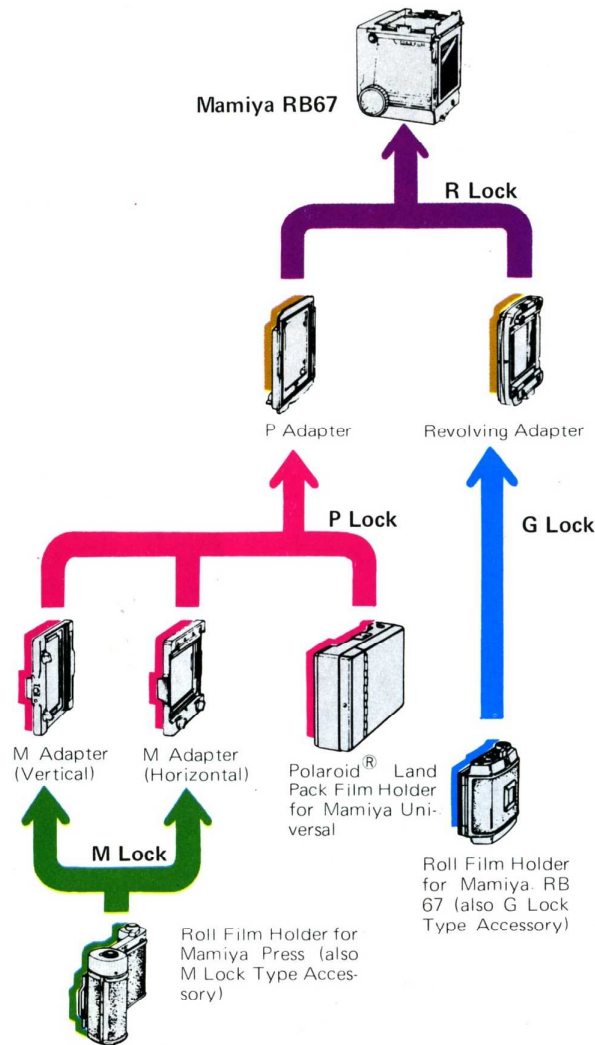 Mamiya RB67
R Lock
P Adapter
Revolving Adapter
P Lock
G Lock
M Adapter
(Vertical)
M Adapter
(Horizontal)
Polaroid® Land
Pack Film Holder
for Mamiya Uni-
versal
M Lock
Roll Film Holder
for Mamiya RB
67 (also G Lock
Type Accessory)
Roll Film Holder for
Mamiya Press (also
M Lock Type Acces-
sory)